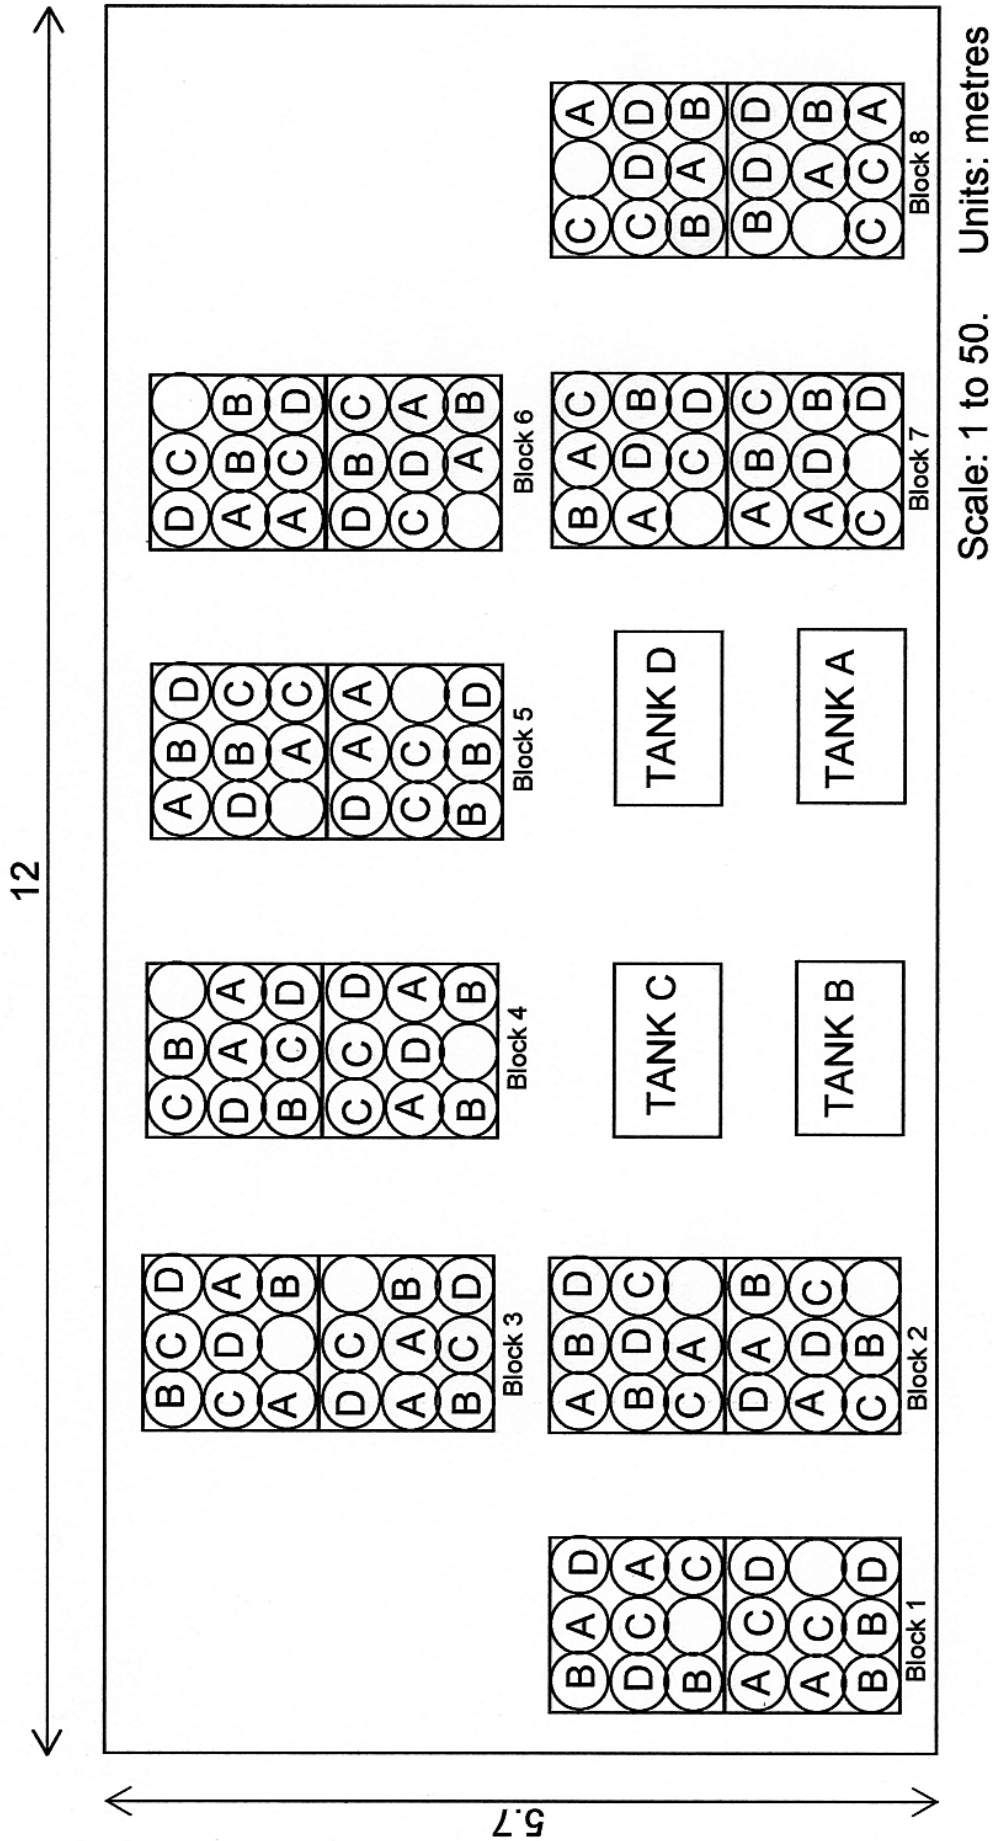 12
5.7
B C D
C D A
A B
D C
A A B
B C D
Block 3
C B
D A A
B C D
C C D
A D A
B B
Block 4
A B D
D B C
A C
D A A
C C
B B D
Block 5
D C
A B B
A C D
D B C
C D A
A B
Block 6
B A D
D C A
B C
A C D
A C
B B D
Block 1
A B D
B D C
C A
D A B
A D C
C B
Block 2
TANK C
TANK D
TANK B
TANK A
B A C
A D B
C D
A B C
A D B
C D
Block 7
C A
C D D
B A B
B D D
A B
C C A
Block 8
Scale: 1 to 50. Units: metres